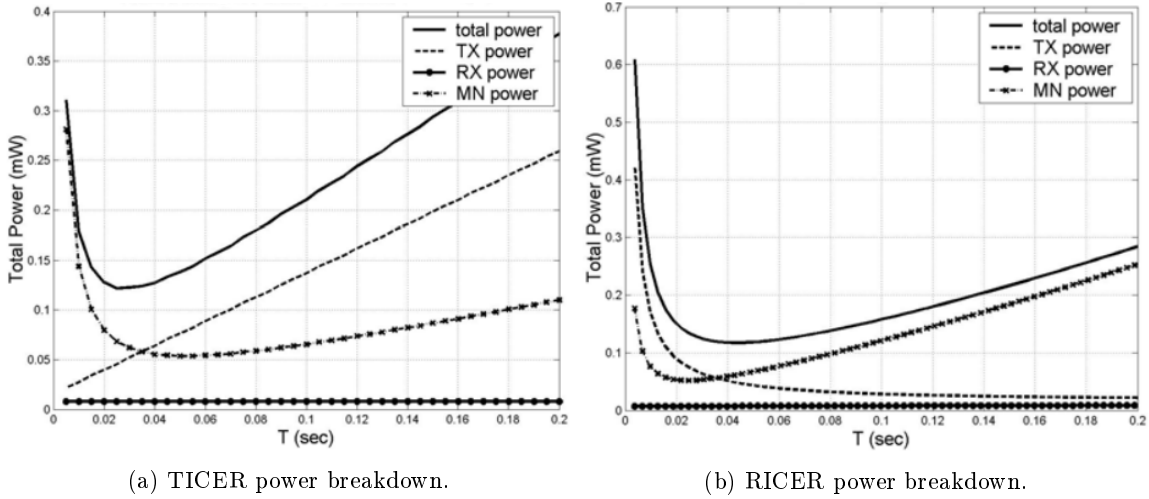 0.4
0.35
0.3
0.25
0.2
0.15
0.1
0.05
0
Total Power (mW)
total power
TX power
RX power
MN power
0 0.02 0.04 0.06 0.08 0.1 0.12 0.14 0.16 0.18 0.2
T (sec)
(a) TICER power breakdown.
0.7
0.6
0.5
0.4
0.3
0.2
0.1
0
Total Power (mW)
total power
TX power
RX power
MN power
0 0.02 0.04 0.06 0.08 0.10 0.12 0.14 0.16 0.18 0.2
T (sec)
(b) RICER power breakdown.